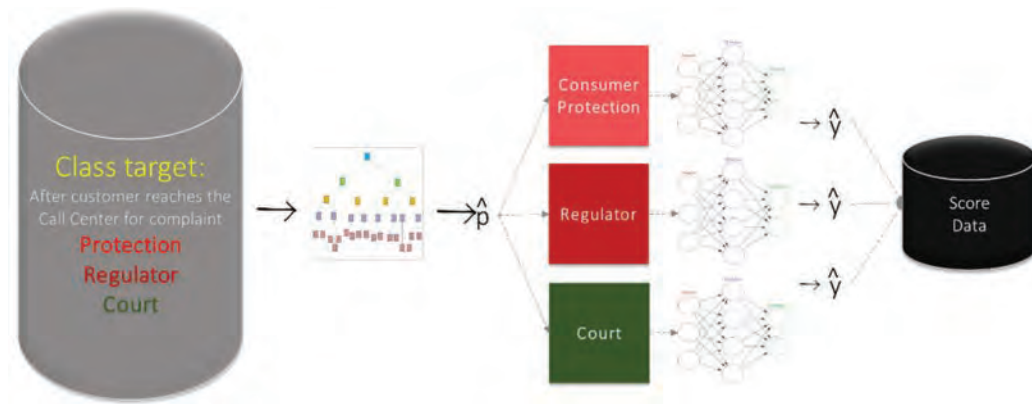 Class target:
After customer reaches the
Call Center for complaint
Protection
Regulator
Court
p̂
Consumer
Protection
Regulator
Court
ŷ
ŷ
ŷ
Score
Data